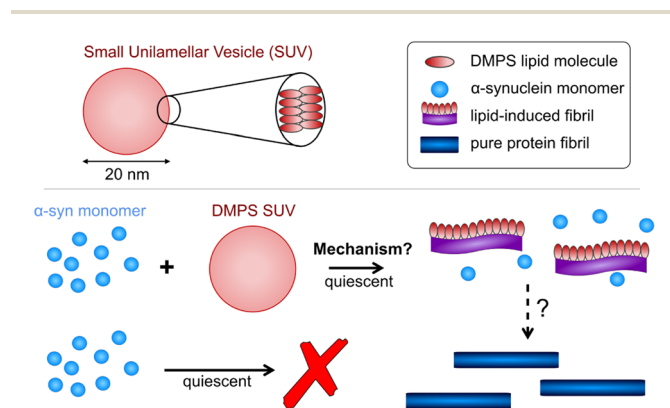 Small Unilamellar Vesicle (SUV)
20 nm
DMPS lipid molecule
α-synuclein monomer
lipid-induced fibril
pure protein fibril
α-syn monomer
DMPS SUV
+
Mechanism?
quiescent
?
quiescent